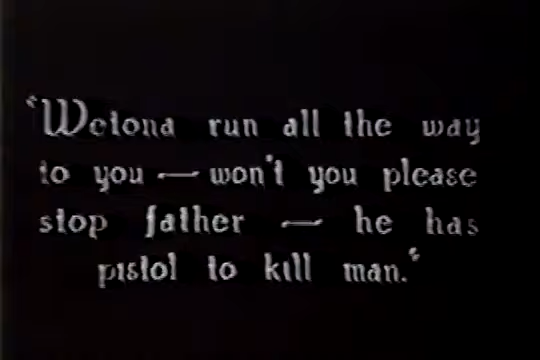 "Wetona run all the way
to you — won't you please
stop father — he has
pistol to kill man."